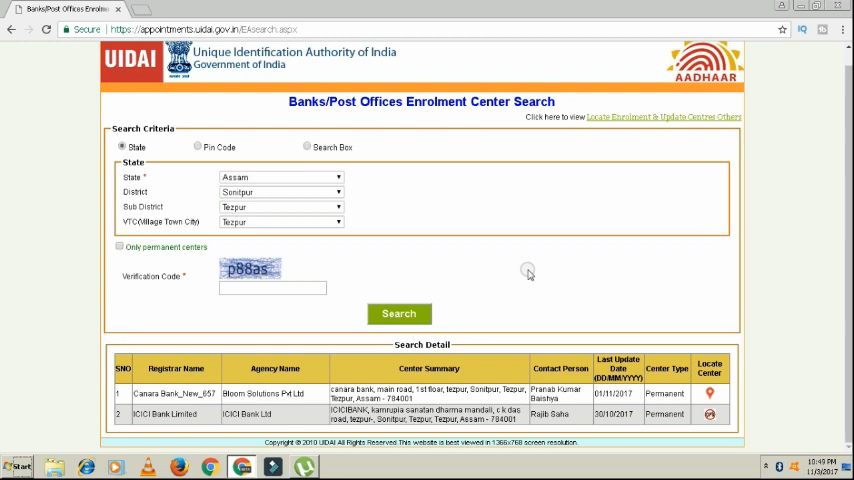 Banks/Post Offices Enrolme
Secure | https://appointments.uidai.gov.in/EAsearch.aspx
UIDAI
Unique Identification Authority of India
Government of India
AADHAAR
Banks/Post Offices Enrolment Center Search
Click here to view Locate Enrolment & Update Centres Others
Search Criteria
State Pin Code Search Box
State
State * Assam
District Sonitpur
Sub District Tezpur
VTC(Village Town City) Tezpur
Only permanent centers
Verification Code * p88as
Search
Search Detail
SNO Registrar Name Agency Name Center Summary Contact Person Last Update Date (DD/MM/YYYY) Center Type Locate Center
1 Canara Bank_New_657 Bloom Solutions Pvt Ltd canara bank, main road, 1st floor, tezpur, Sonitpur, Tezpur, Tezpur, Assam - 784001 Pranab Kumar Baishya 01/11/2017 Permanent
2 ICICI Bank Limited ICICI Bank Ltd ICICIBANK, kamrupia sanatan dharma mandali, c k das road, tezpur-, Sonitpur, Tezpur, Tezpur, Assam - 784001 Rajib Saha 30/10/2017 Permanent
Copyright © 2010 UIDAI All Rights Reserved.This website is best viewed in 1366x768 screen resolution.
Start
10:49 PM
11/3/2017